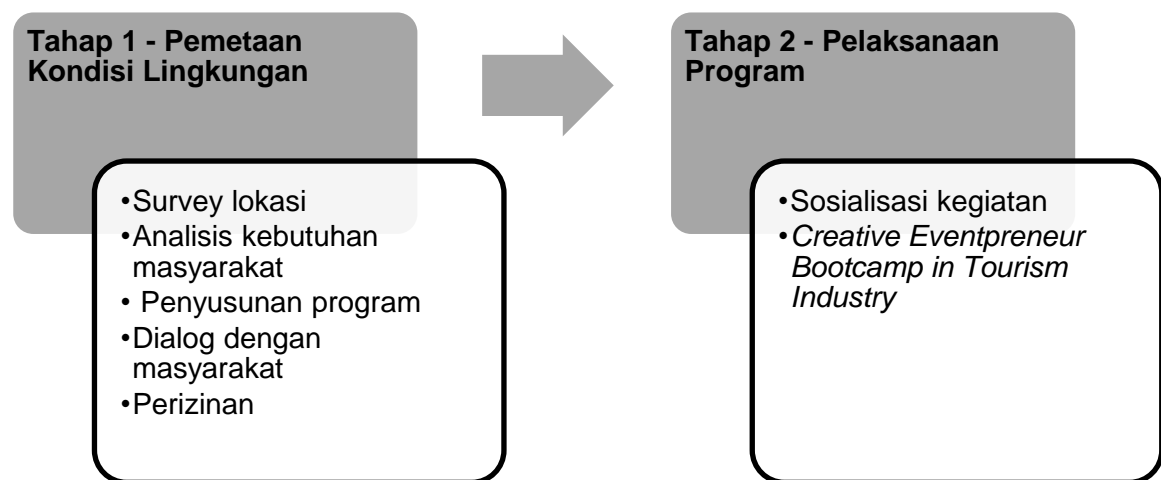 Tahap 1 - Pemetaan
Kondisi Lingkungan
•Survey lokasi
•Analisis kebutuhan
masyarakat
• Penyusunan program
•Dialog dengan
masyarakat
•Perizinan
Tahap 2 - Pelaksanaan
Program
•Sosialisasi kegiatan
•Creative Eventpreneur
Bootcamp in Tourism
Industry